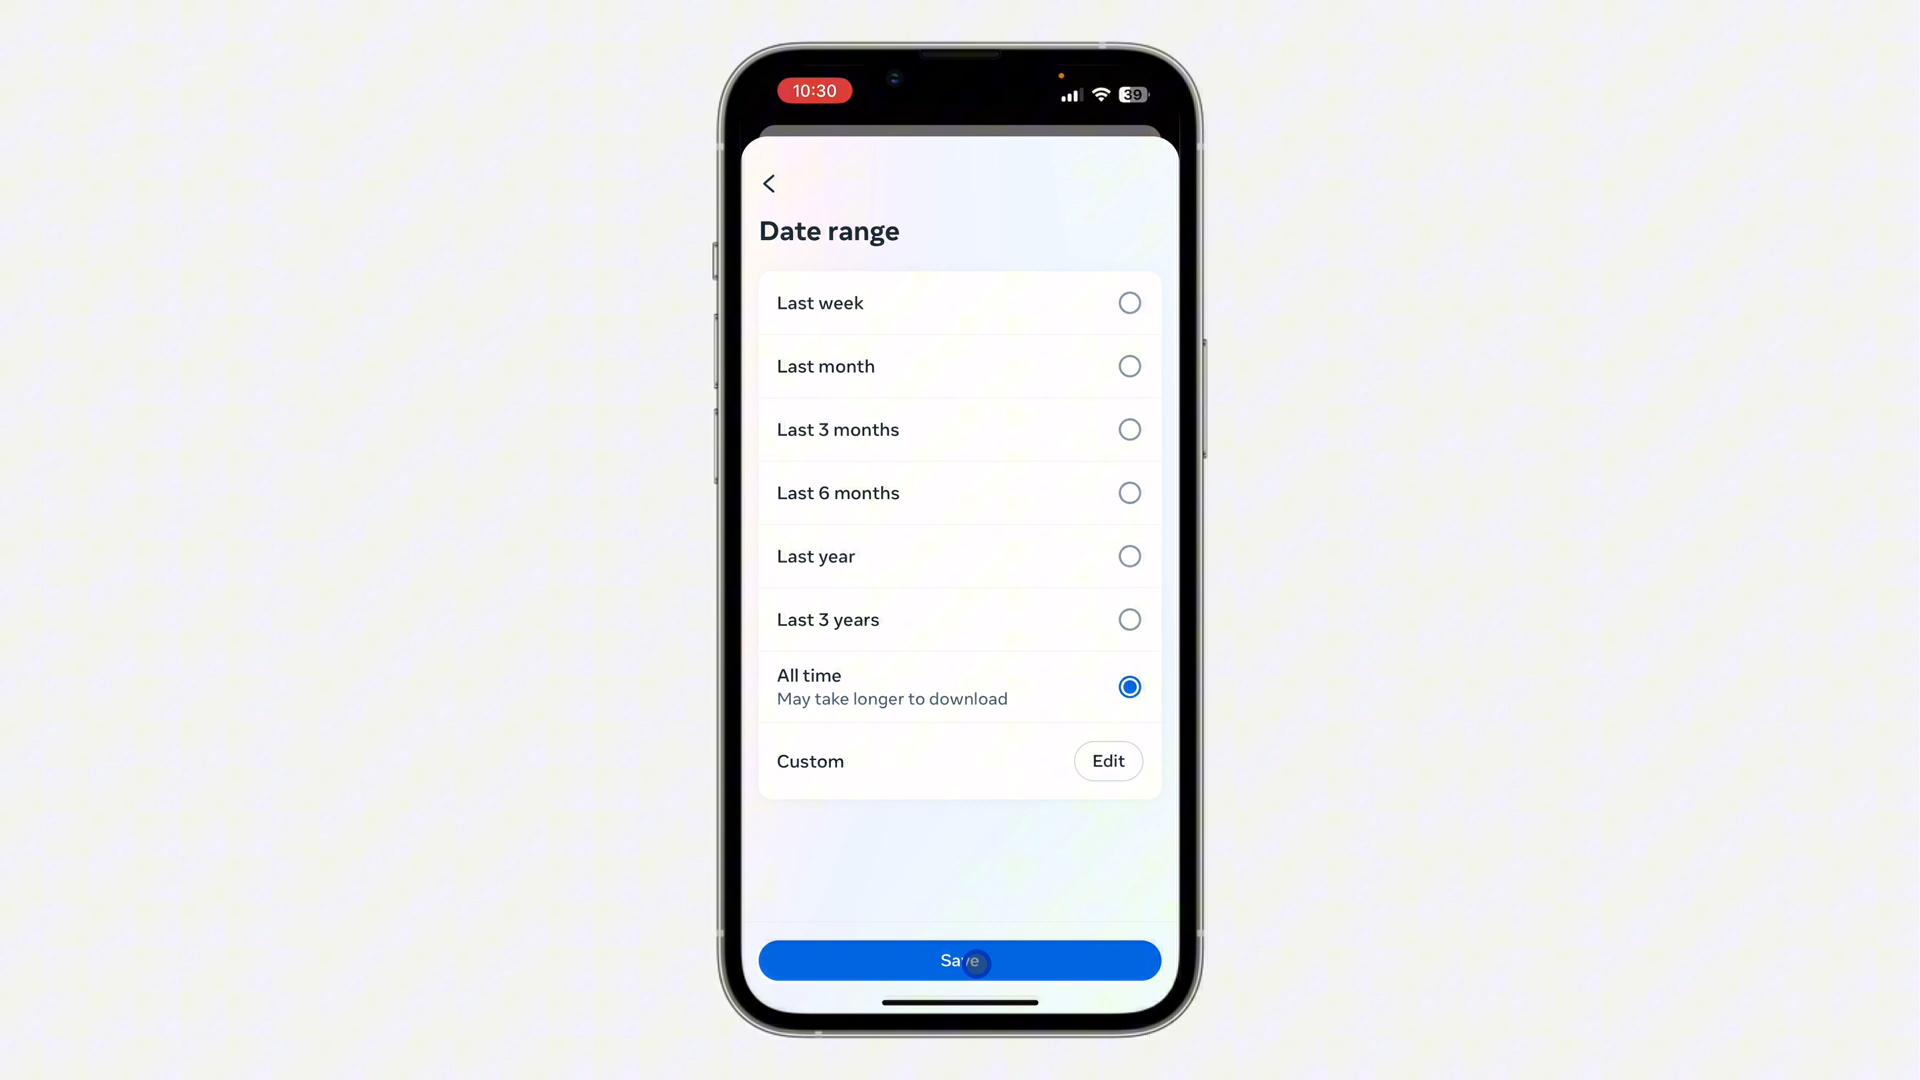 10:30
39
Date range
Last week
Last month
Last 3 months
Last 6 months
Last year
Last 3 years
All time
May take longer to download
Custom
Edit
Save